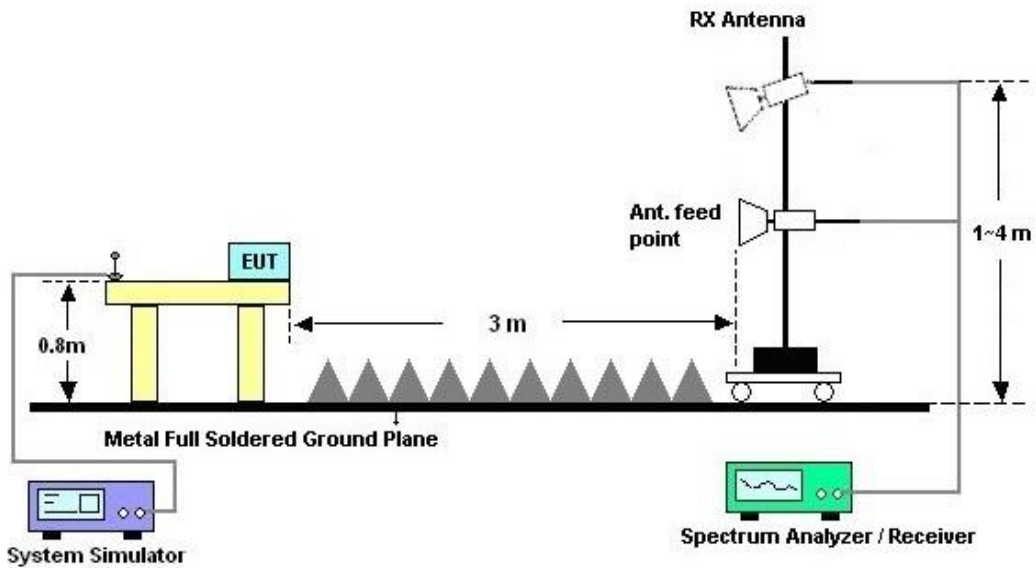 RX Antenna
Ant. feed
point
1~4 m
EUT
3 m
0.8m
Metal Full Soldered Ground Plane
System Simulator
Spectrum Analyzer / Receiver